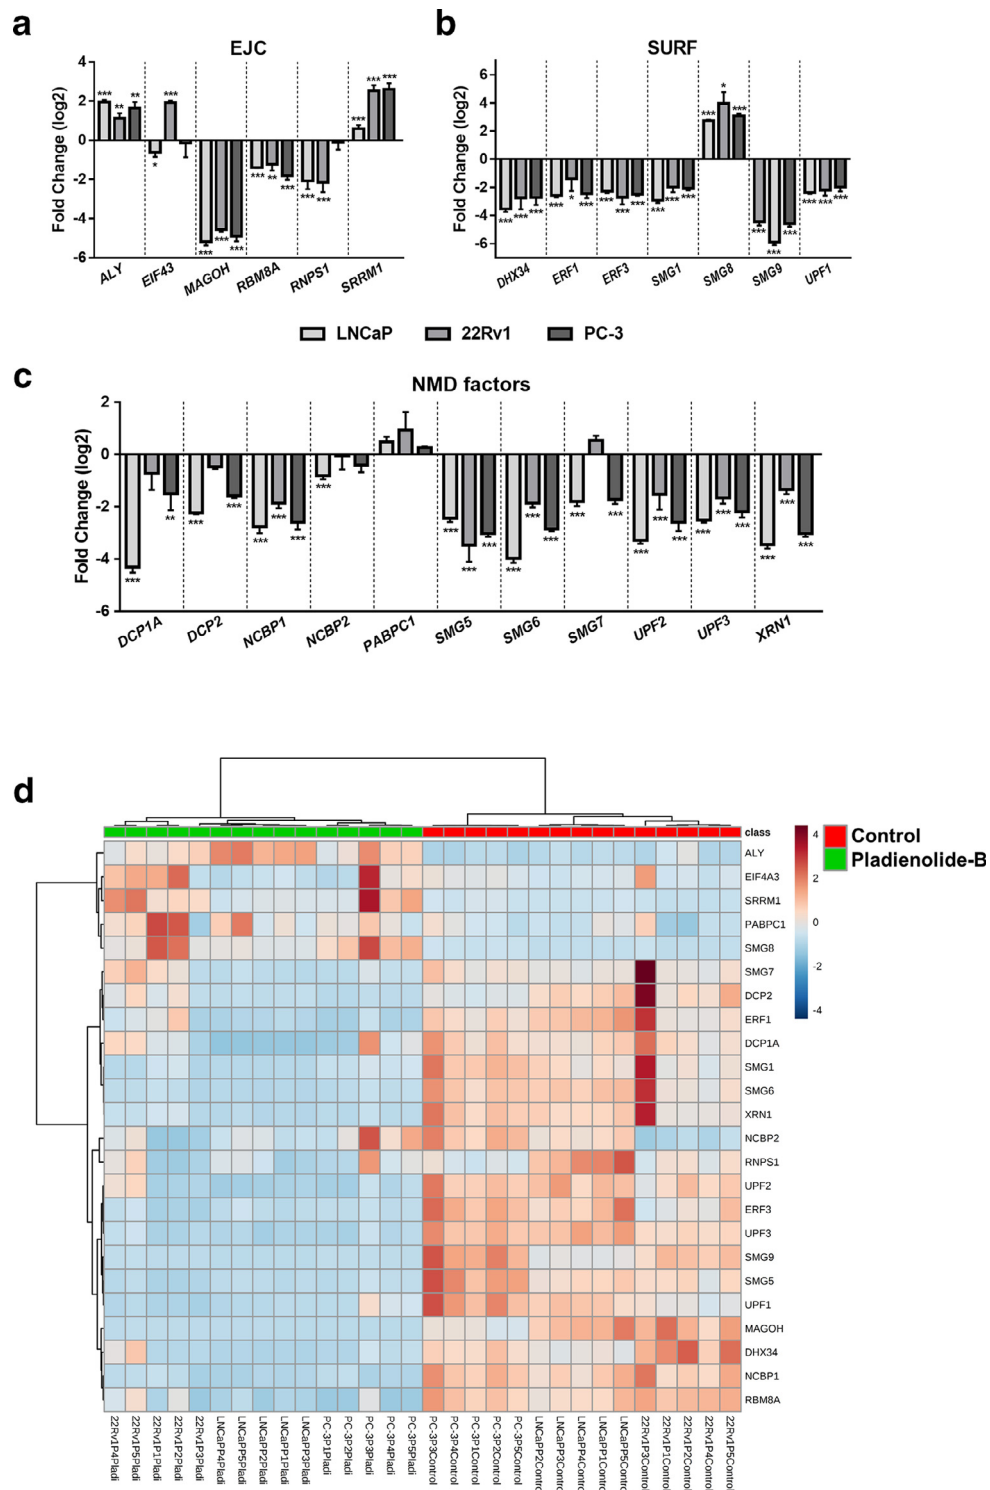 a
EJC
Fold Change (log2)
4
2
0
-2
-4
-6
*** ** **
*
***
*** *** ***
*** ** ***
*** ***
*** *** ***
ALY EIF43 MAGOH RBM8A RNPS1 SRRM1
b
SURF
Fold Change (log2)
6
4
2
0
-2
-4
-6
*** *** ***
*** * ***
*** *** ***
*** *** ***
*** * ***
*** *** ***
*** *** ***
DHX34 ERF1 ERF3 SMG1 SMG8 SMG9 UPF1
LNCaP 22Rv1 PC-3
c
NMD factors
Fold Change (log2)
2
0
-2
-4
-6
*** **
*** ***
*** *** ***
***
*** *** ***
*** *** ***
*** ***
*** *** ***
*** *** ***
*** *** ***
DCP1A DCP2 NCBP1 NCBP2 PABPC1 SMG5 SMG6 SMG7 UPF2 UPF3 XRN1
d
class
ALY
EIF4A3
SRRM1
PABPC1
SMG8
SMG7
DCP2
ERF1
DCP1A
SMG1
SMG6
XRN1
NCBP2
RNPS1
UPF2
ERF3
UPF3
SMG9
SMG5
UPF1
MAGOH
DHX34
NCBP1
RBM8A
4
2
0
-2
-4
Control
Pladienolide-B
22Rv1P4Pladi
22Rv1P5Pladi
22Rv1P1Pladi
22Rv1P2Pladi
22Rv1P3Pladi
LNCaPP4Pladi
LNCaPP5Pladi
LNCaPP2Pladi
LNCaPP1Pladi
LNCaPP3Pladi
PC-3P1Pladi
PC-3P2Pladi
PC-3P3Pladi
PC-3P4Pladi
PC-3P5Pladi
PC-3P3Control
PC-3P4Control
PC-3P1Control
PC-3P2Control
PC-3P5Control
LNCaPP2Control
LNCaPP3Control
LNCaPP4Control
LNCaPP1Control
LNCaPP5Control
22Rv1P3Control
22Rv1P1Control
22Rv1P2Control
22Rv1P4Control
22Rv1P5Control